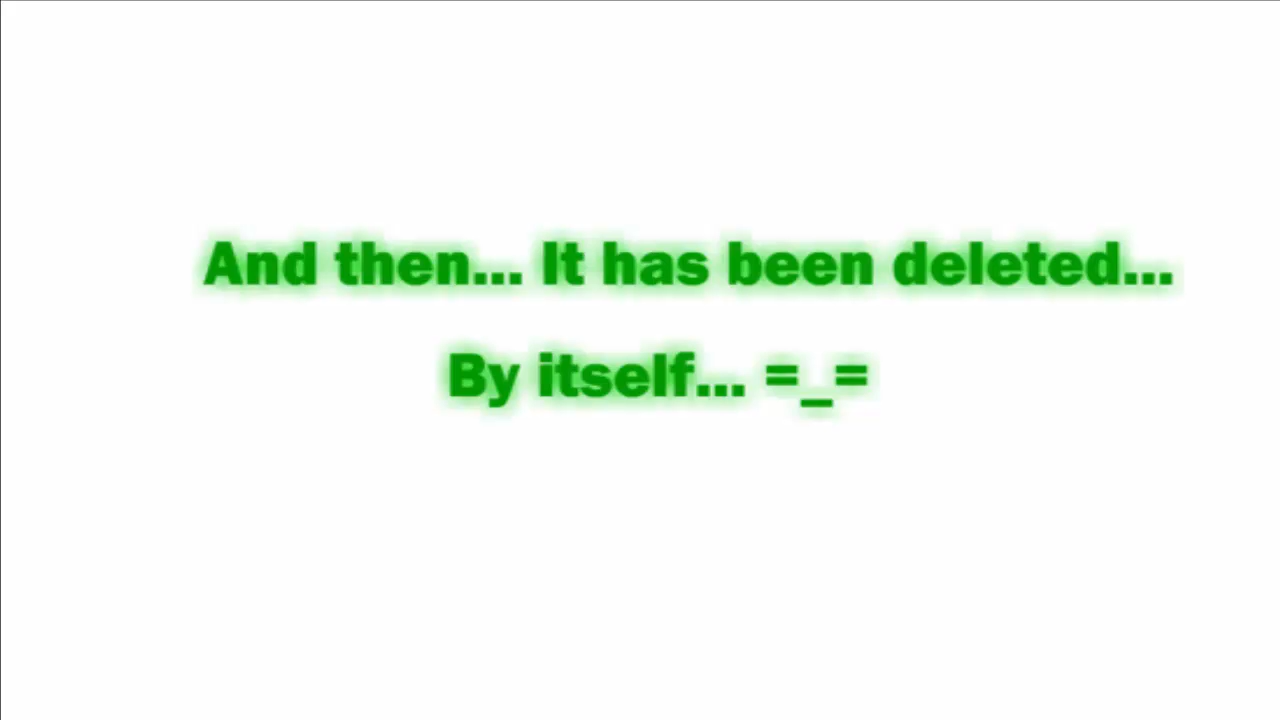 And then... It has been deleted...
By itself... =_=